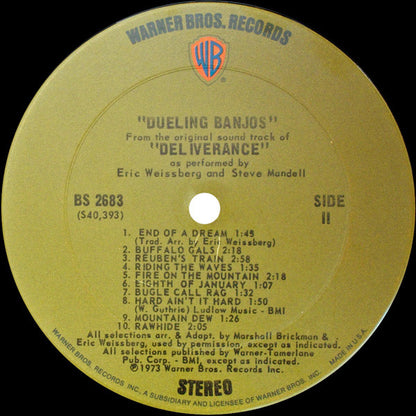 WARNER BROS. RECORDS
WB
"DUELING BANJOS"
From the original sound track of
"DELIVERANCE"
as performed by
Eric Weissberg and Steve Mandell
BS 2683
(S40,393)
SIDE
II
1. END OF A DREAM 1:45
(Trad. Arr. by Eric Weissberg)
2. BUFFALO GALS 2:18
3. REUBEN'S TRAIN 2:58
4. RIDING THE WAVES 1:35
5. FIRE ON THE MOUNTAIN 2:18
6. EIGHTH OF JANUARY 1:07
7. BUGLE CALL RAG 1:32
8. HARD AIN'T IT HARD 1:50
(W. Guthrie) Ludlow Music - BMI
9. MOUNTAIN DEW 1:26
10. RAWHIDE 2:05
All selections arr. & Adapt. by Marshall Brickman &
Eric Weissberg, used by permission, except as indicated.
All selections published by Warner-Tamerlane
Pub. Corp. - BMI, except as indicated.
©1973 Warner Bros. Records Inc.
STEREO
WARNER BROS. RECORDS INC., A SUBSIDIARY AND LICENSEE OF WARNER BROS. INC. MADE IN U.S.A.